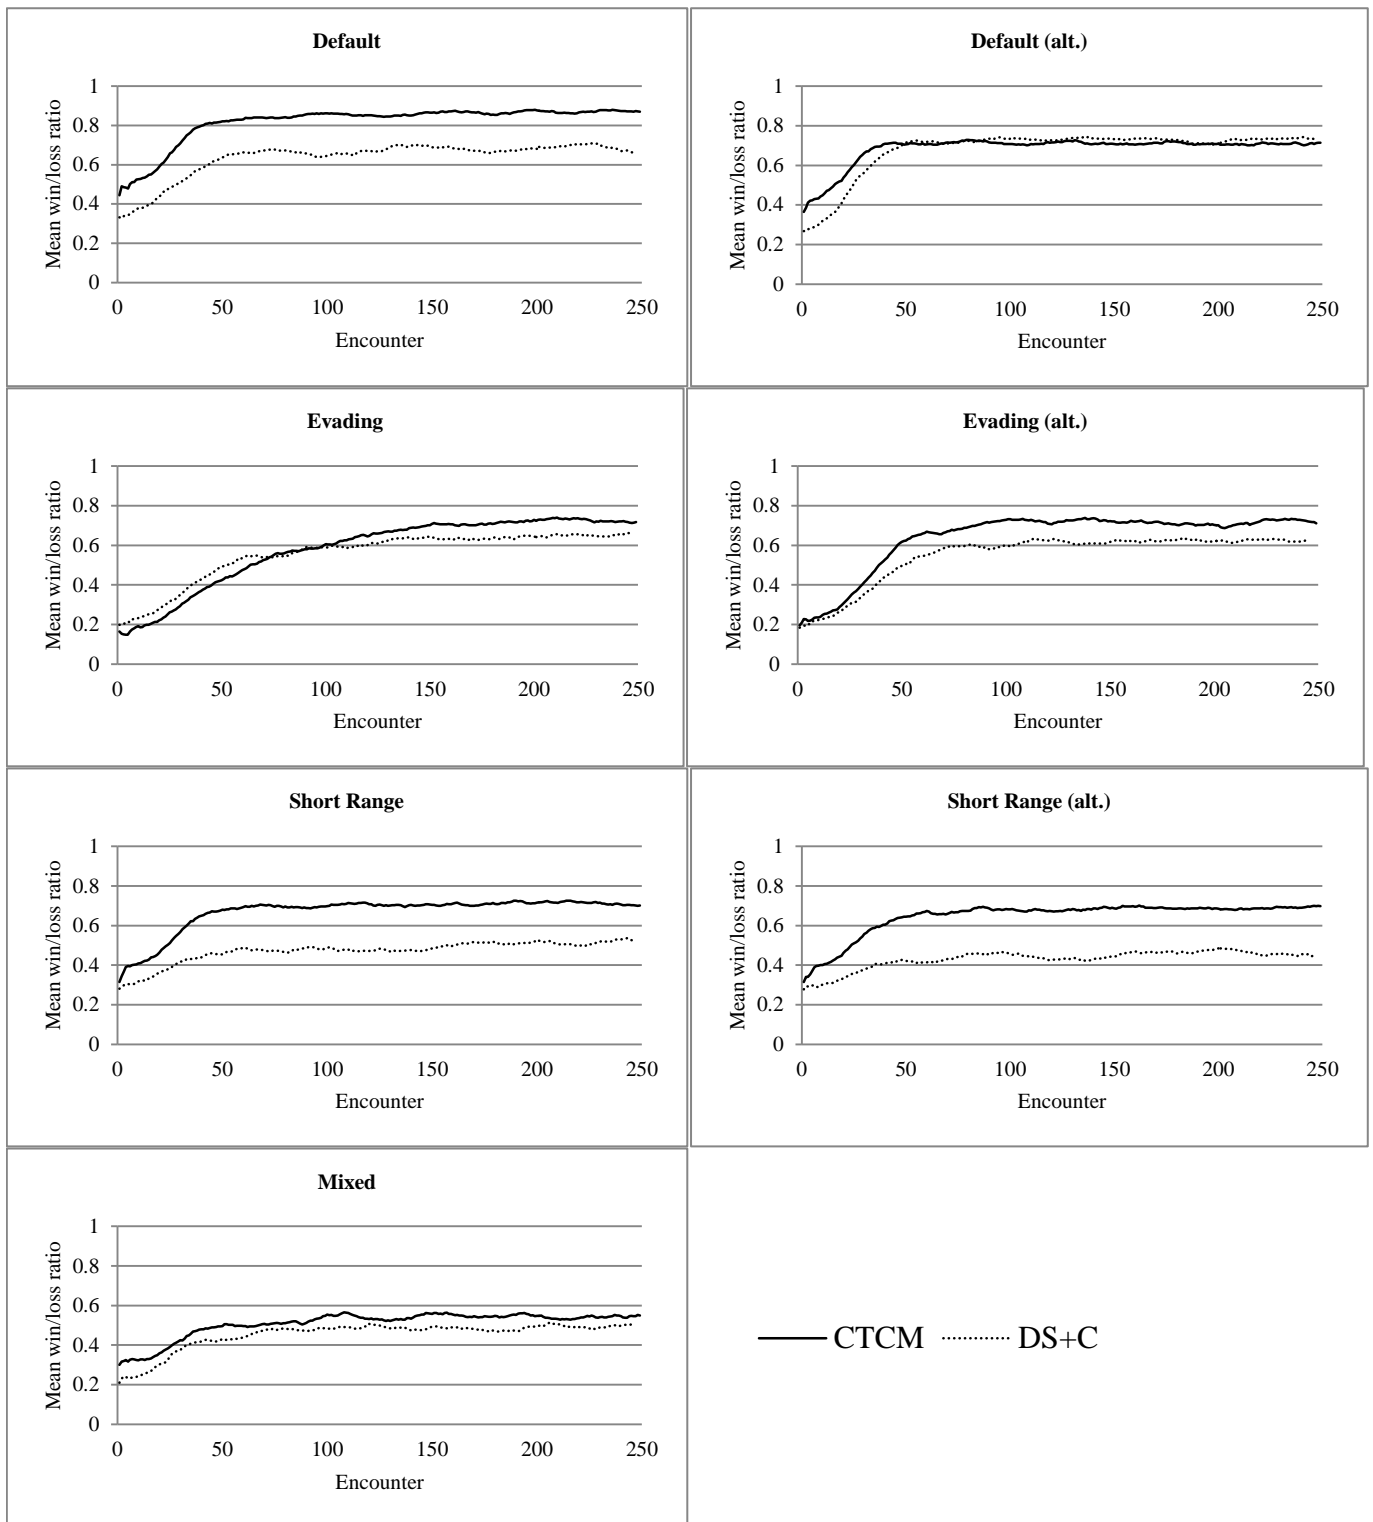 Default
Mean win/loss ratio
1
0.8
0.6
0.4
0.2
0
0 50 100 150 200 250
Encounter
Default (alt.)
Mean win/loss ratio
1
0.8
0.6
0.4
0.2
0
0 50 100 150 200 250
Encounter
Evading
Mean win/loss ratio
1
0.8
0.6
0.4
0.2
0
0 50 100 150 200 250
Encounter
Evading (alt.)
Mean win/loss ratio
1
0.8
0.6
0.4
0.2
0
0 50 100 150 200 250
Encounter
Short Range
Mean win/loss ratio
1
0.8
0.6
0.4
0.2
0
0 50 100 150 200 250
Encounter
Short Range (alt.)
Mean win/loss ratio
1
0.8
0.6
0.4
0.2
0
0 50 100 150 200 250
Encounter
Mixed
Mean win/loss ratio
1
0.8
0.6
0.4
0.2
0
0 50 100 150 200 250
Encounter
CTCM DS+C